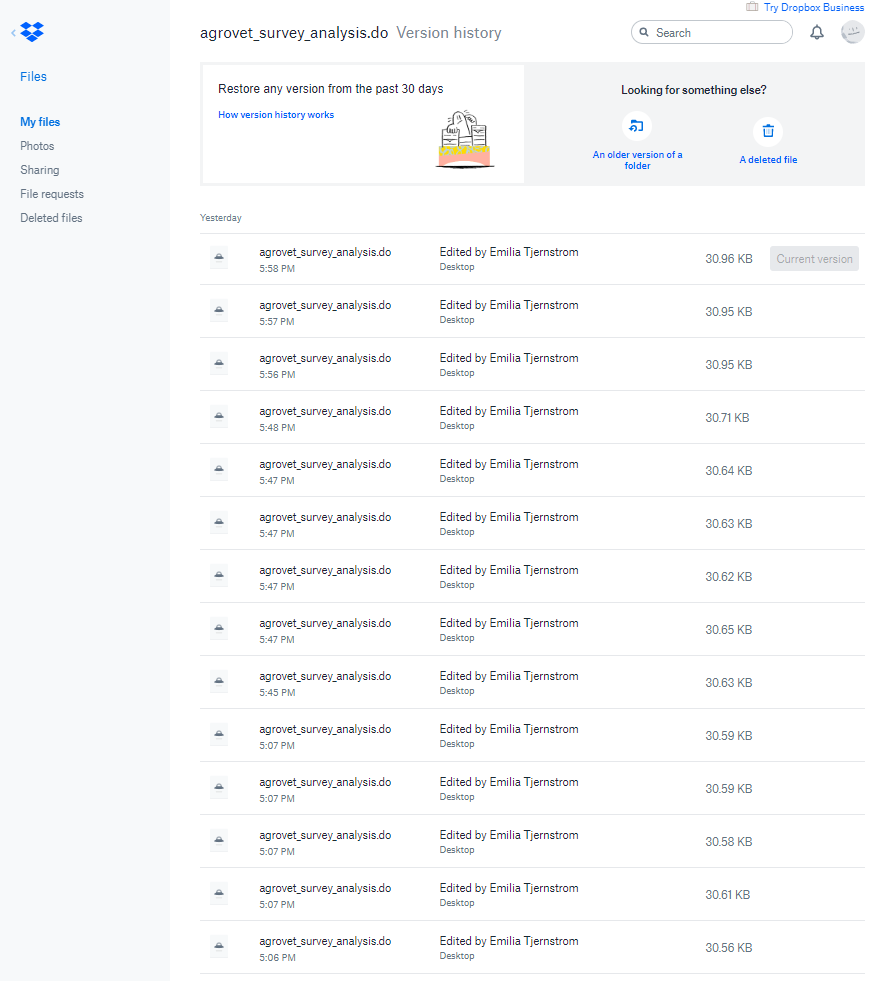 Try Dropbox Business
agrovet_survey_analysis.do Version history
Search
Files
My files
Photos
Sharing
File requests
Deleted files
Restore any version from the past 30 days
How version history works
Looking for something else?
An older version of a
folder
A deleted file
Yesterday
agrovet_survey_analysis.do Edited by Emilia Tjernstrom 30.96 KB Current version
5:58 PM Desktop
agrovet_survey_analysis.do Edited by Emilia Tjernstrom 30.95 KB
5:57 PM Desktop
agrovet_survey_analysis.do Edited by Emilia Tjernstrom 30.95 KB
5:56 PM Desktop
agrovet_survey_analysis.do Edited by Emilia Tjernstrom 30.71 KB
5:48 PM Desktop
agrovet_survey_analysis.do Edited by Emilia Tjernstrom 30.64 KB
5:47 PM Desktop
agrovet_survey_analysis.do Edited by Emilia Tjernstrom 30.63 KB
5:47 PM Desktop
agrovet_survey_analysis.do Edited by Emilia Tjernstrom 30.62 KB
5:47 PM Desktop
agrovet_survey_analysis.do Edited by Emilia Tjernstrom 30.65 KB
5:47 PM Desktop
agrovet_survey_analysis.do Edited by Emilia Tjernstrom 30.63 KB
5:45 PM Desktop
agrovet_survey_analysis.do Edited by Emilia Tjernstrom 30.59 KB
5:07 PM Desktop
agrovet_survey_analysis.do Edited by Emilia Tjernstrom 30.59 KB
5:07 PM Desktop
agrovet_survey_analysis.do Edited by Emilia Tjernstrom 30.58 KB
5:07 PM Desktop
agrovet_survey_analysis.do Edited by Emilia Tjernstrom 30.61 KB
5:07 PM Desktop
agrovet_survey_analysis.do Edited by Emilia Tjernstrom 30.56 KB
5:06 PM Desktop